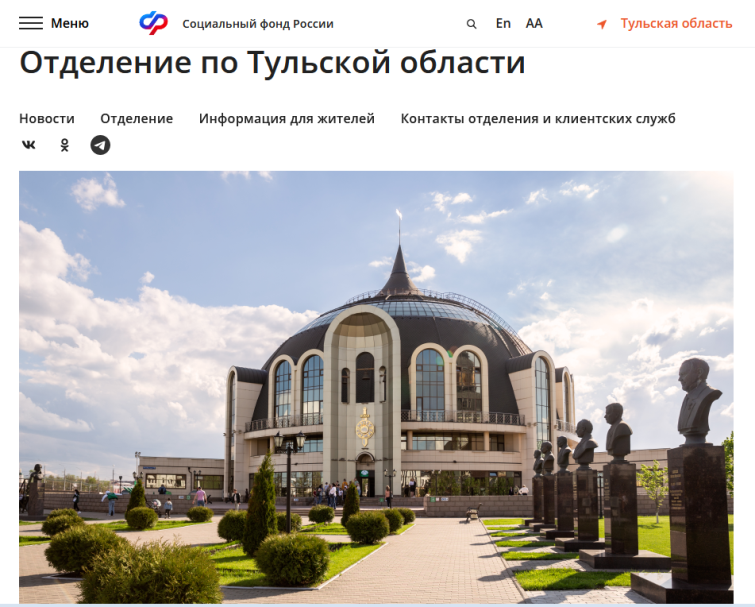 Меню Социальный фонд России En AA Тульская область
Отделение по Тульской области
Новости Отделение Информация для жителей Контакты отделения и клиентских служб